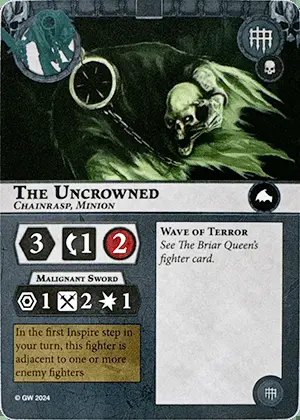 The Uncrowned
Chainrasp, Minion
3 1 2
Malignant Sword
1 2 1
In the first Inspire step in
your turn, this fighter is
adjacent to one or more
enemy fighters
Wave of Terror
See The Briar Queen's
fighter card.
© GW 2024